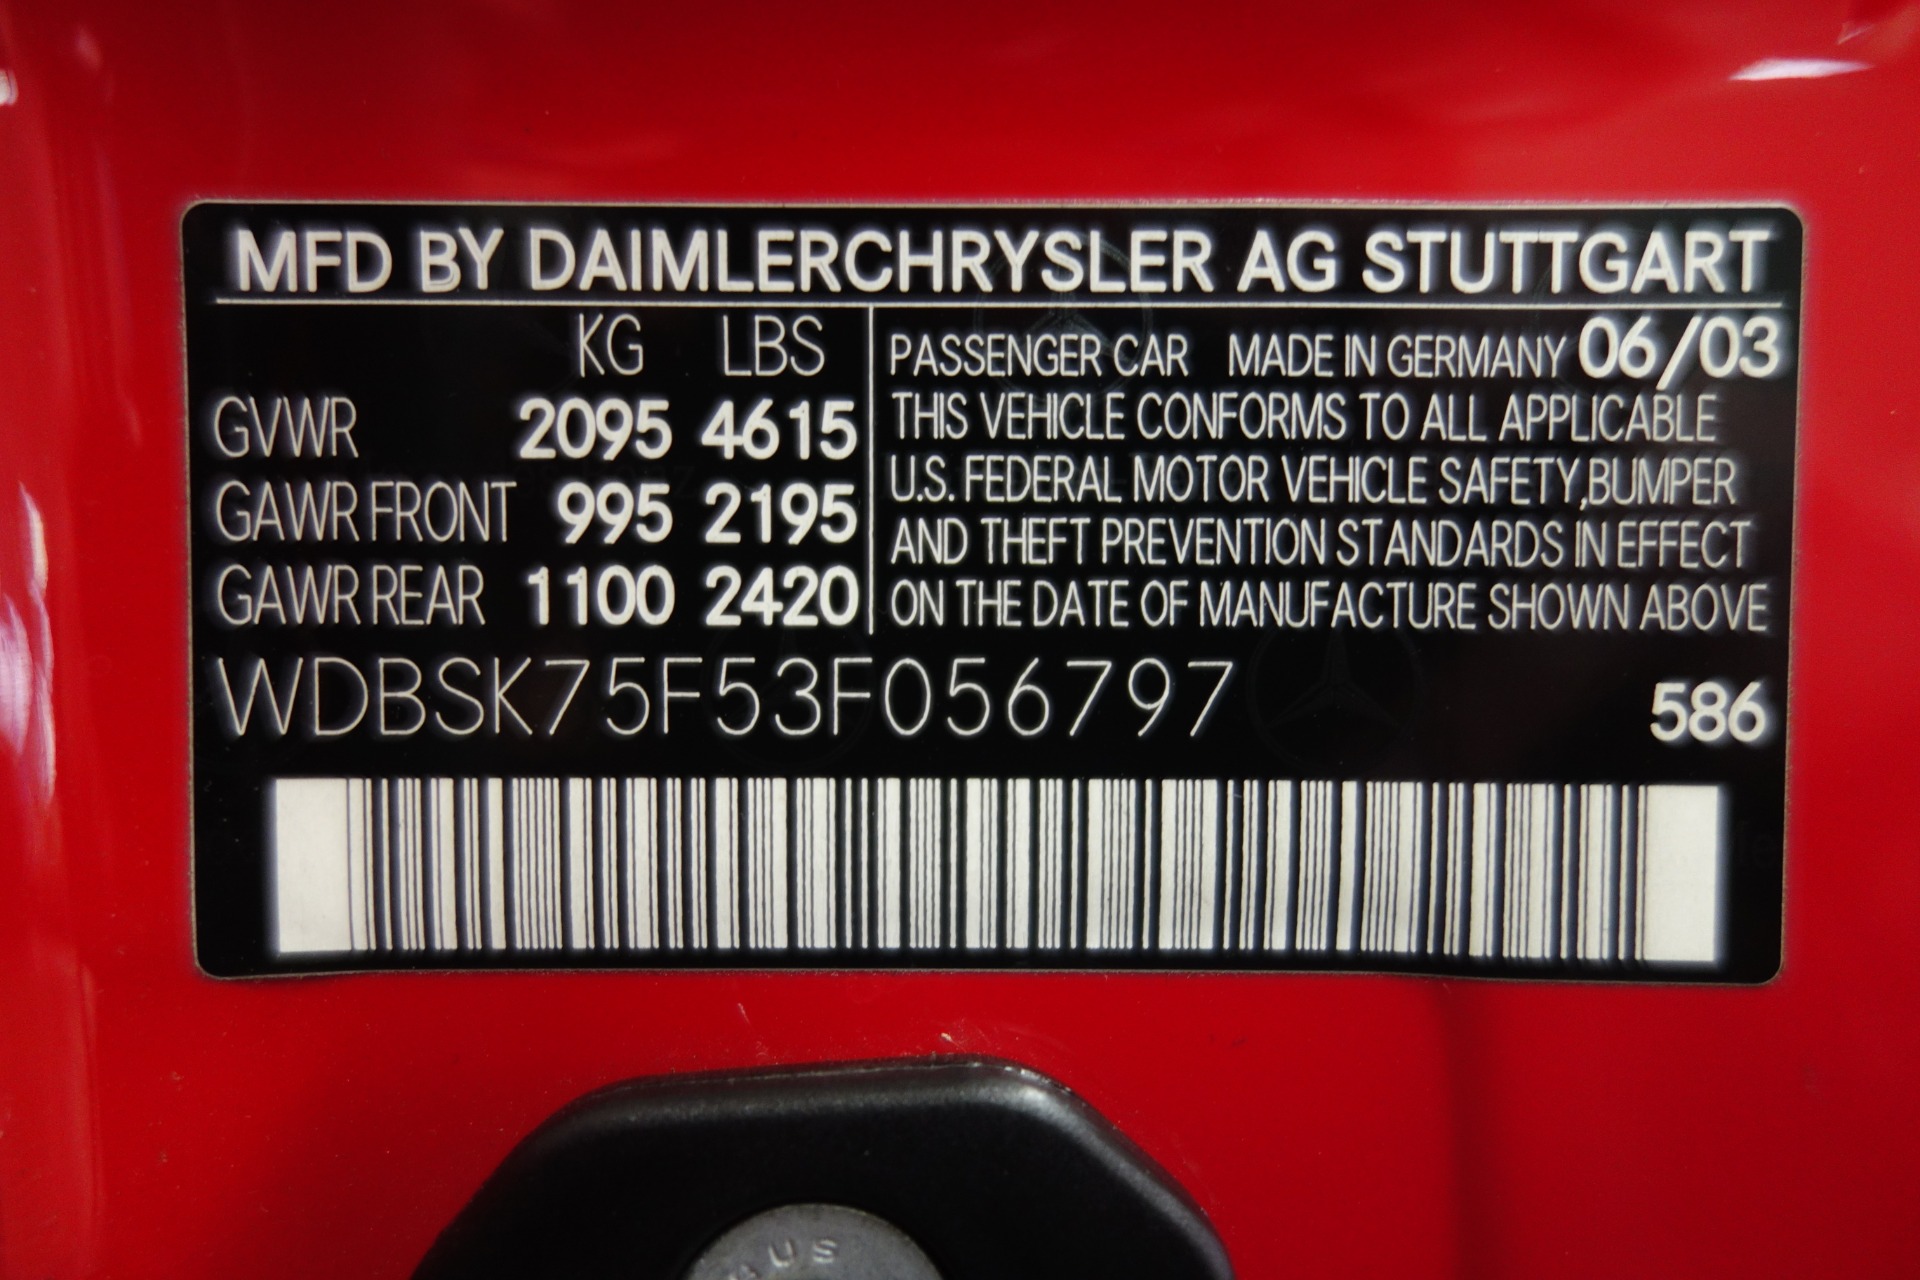 MFD BY DAIMLERCHRYSLER AG STUTTGART
KG LBS
GVWR 2095 4615
GAWR FRONT 995 2195
GAWR REAR 1100 2420
PASSENGER CAR MADE IN GERMANY 06/03
THIS VEHICLE CONFORMS TO ALL APPLICABLE
U.S. FEDERAL MOTOR VEHICLE SAFETY,BUMPER
AND THEFT PREVENTION STANDARDS IN EFFECT
ON THE DATE OF MANUFACTURE SHOWN ABOVE
WDBSK75F53F056797
586